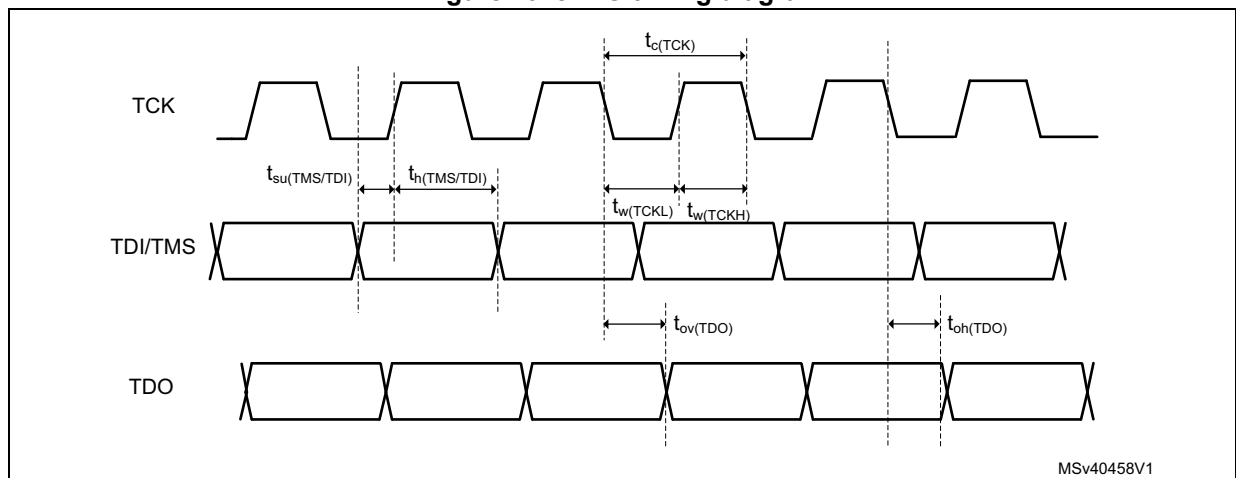 tc(TCK)
TCK
tsu(TMS/TDI)
th(TMS/TDI)
tw(TCKL)
tw(TCKH)
TDI/TMS
tov(TDO)
toh(TDO)
TDO
MSv40458V1